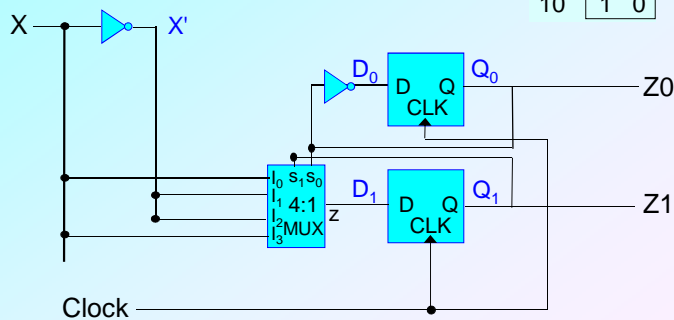 10 1 0
X X'
D0 Q0
D Q
CLK
Z0
I0 s1 s0
I1
4:1
I2 MUX
I3
z
D1 Q1
D Q
CLK
Z1
Clock